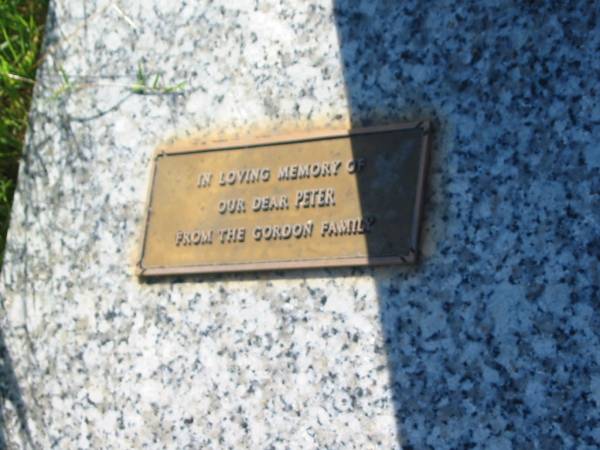 IN LOVING MEMORY OF
OUR DEAR PETER
FROM THE GORDON FAMILY